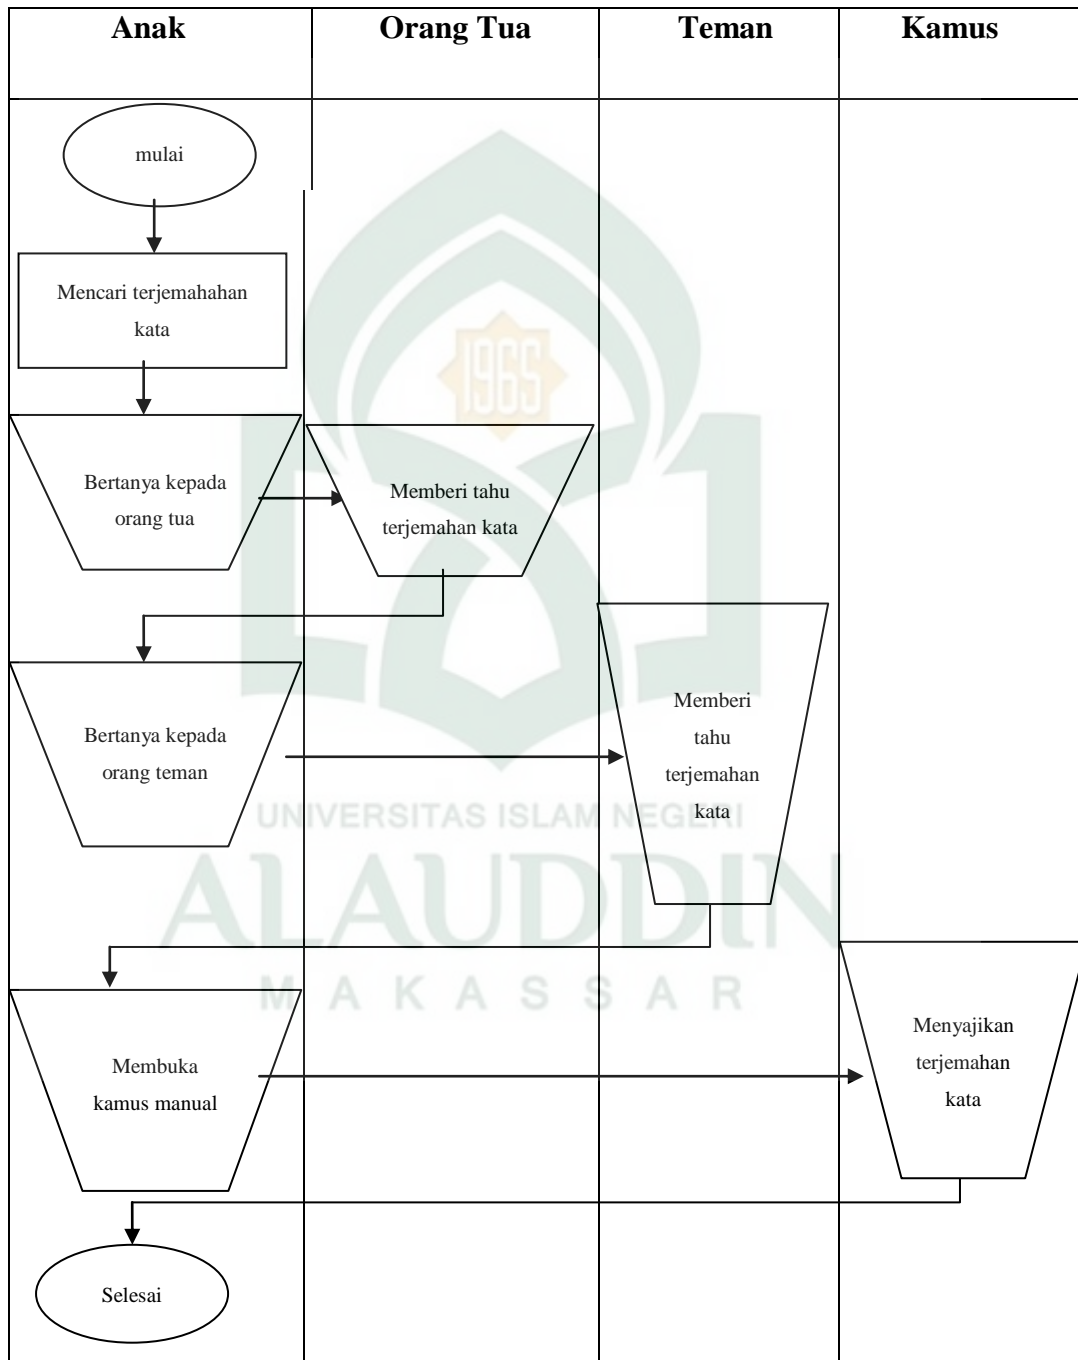 Anak
Orang Tua
Teman
Kamus
mulai
Mencari terjemahahan
kata
Bertanya kepada
orang tua
Memberi tahu
terjemahan kata
Bertanya kepada
orang teman
Memberi
tahu
terjemahan
kata
Membuka
kamus manual
Menyajikan
terjemahan
kata
Selesai
1965
UNIVERSITAS ISLAM NEGERI
ALAUDDIN
MAKASSAR